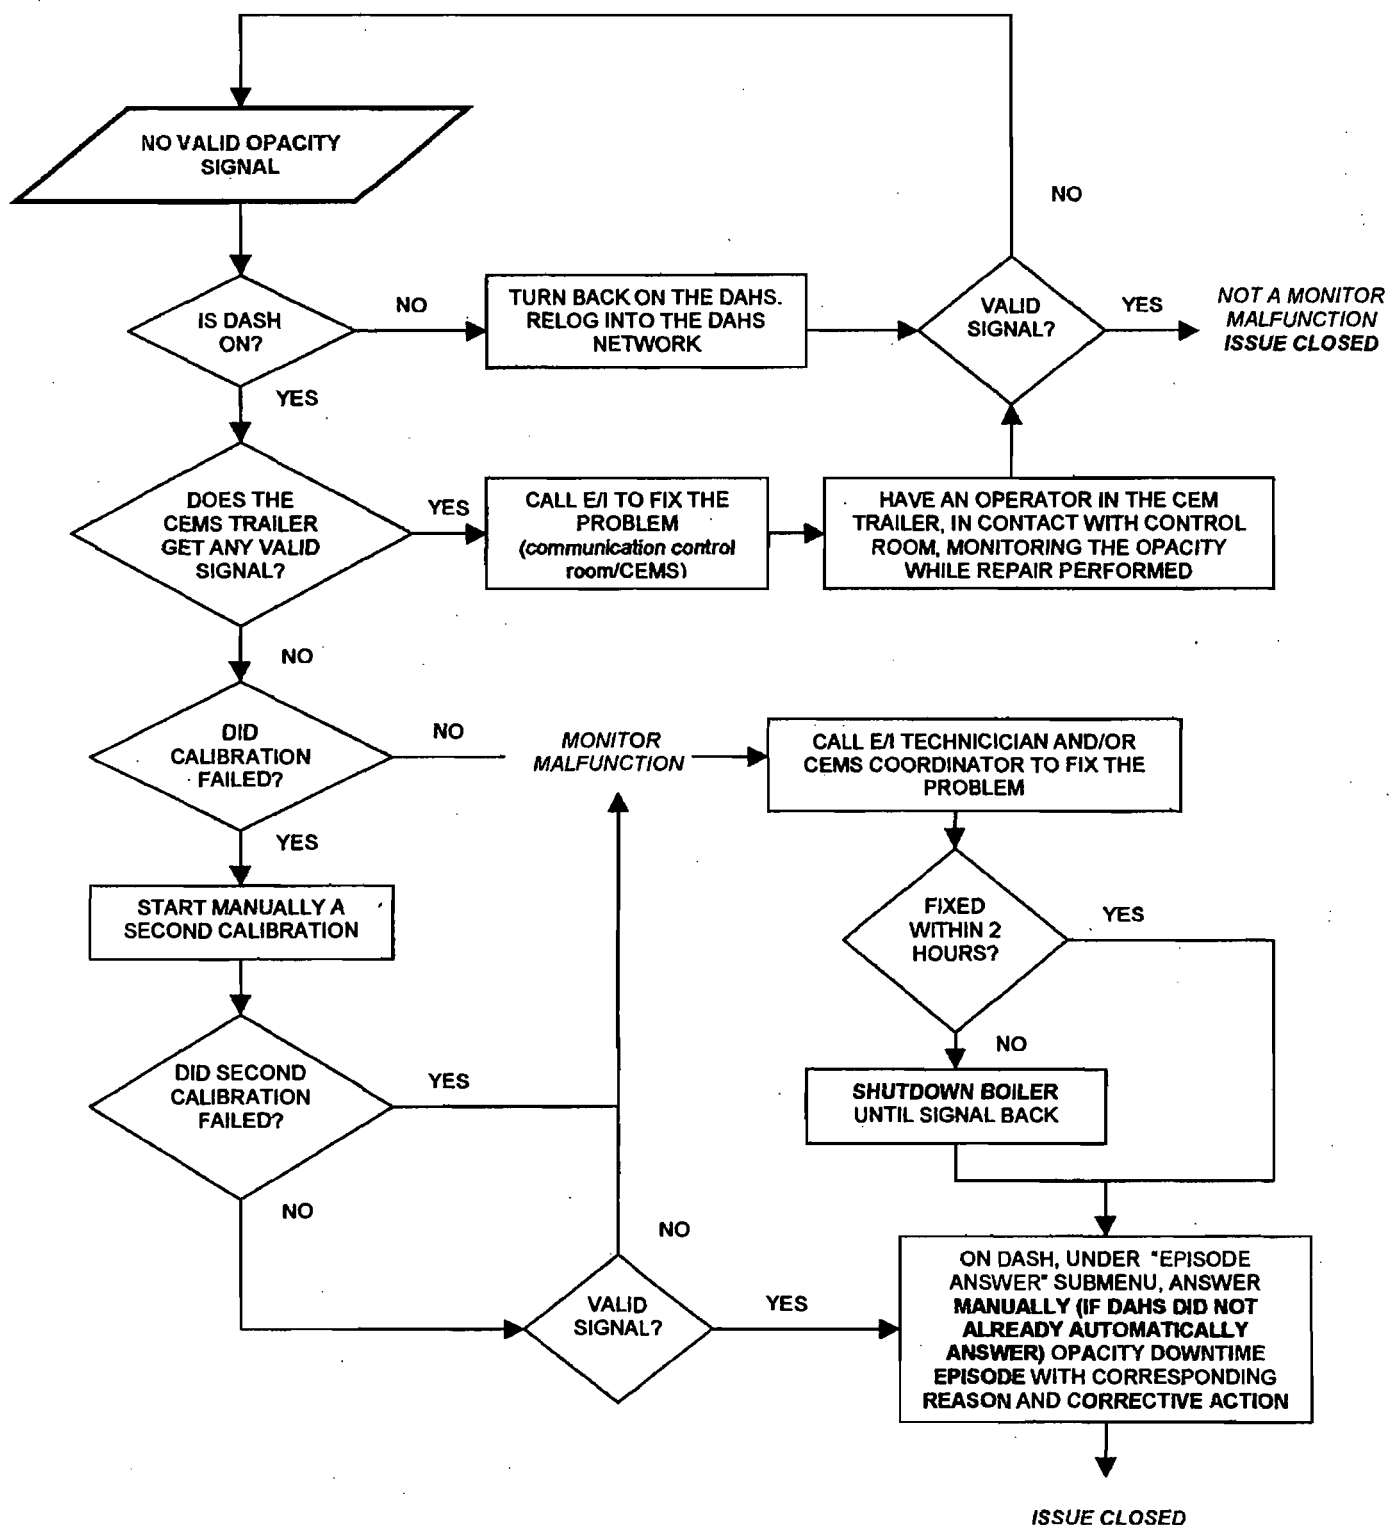 NO VALID OPACITY
SIGNAL
NO
IS DASH
ON?
NO
TURN BACK ON THE DAHS.
RELOG INTO THE DAHS
NETWORK
VALID
SIGNAL?
YES
NOT A MONITOR
MALFUNCTION
ISSUE CLOSED
YES
DOES THE
CEMS TRAILER
GET ANY VALID
SIGNAL?
YES
CALL E/I TO FIX THE
PROBLEM
(communication control
room/CEMS)
HAVE AN OPERATOR IN THE CEM
TRAILER, IN CONTACT WITH CONTROL
ROOM, MONITORING THE OPACITY
WHILE REPAIR PERFORMED
NO
DID
CALIBRATION
FAILED?
NO
MONITOR
MALFUNCTION
CALL E/I TECHNICICIAN AND/OR
CEMS COORDINATOR TO FIX THE
PROBLEM
YES
START MANUALLY A
SECOND CALIBRATION
FIXED
WITHIN 2
HOURS?
YES
NO
DID SECOND
CALIBRATION
FAILED?
YES
SHUTDOWN BOILER
UNTIL SIGNAL BACK
NO
NO
VALID
SIGNAL?
YES
ON DASH, UNDER "EPISODE
ANSWER" SUBMENU, ANSWER
MANUALLY (IF DAHS DID NOT
ALREADY AUTOMATICALLY
ANSWER) OPACITY DOWNTIME
EPISODE WITH CORRESPONDING
REASON AND CORRECTIVE ACTION
ISSUE CLOSED